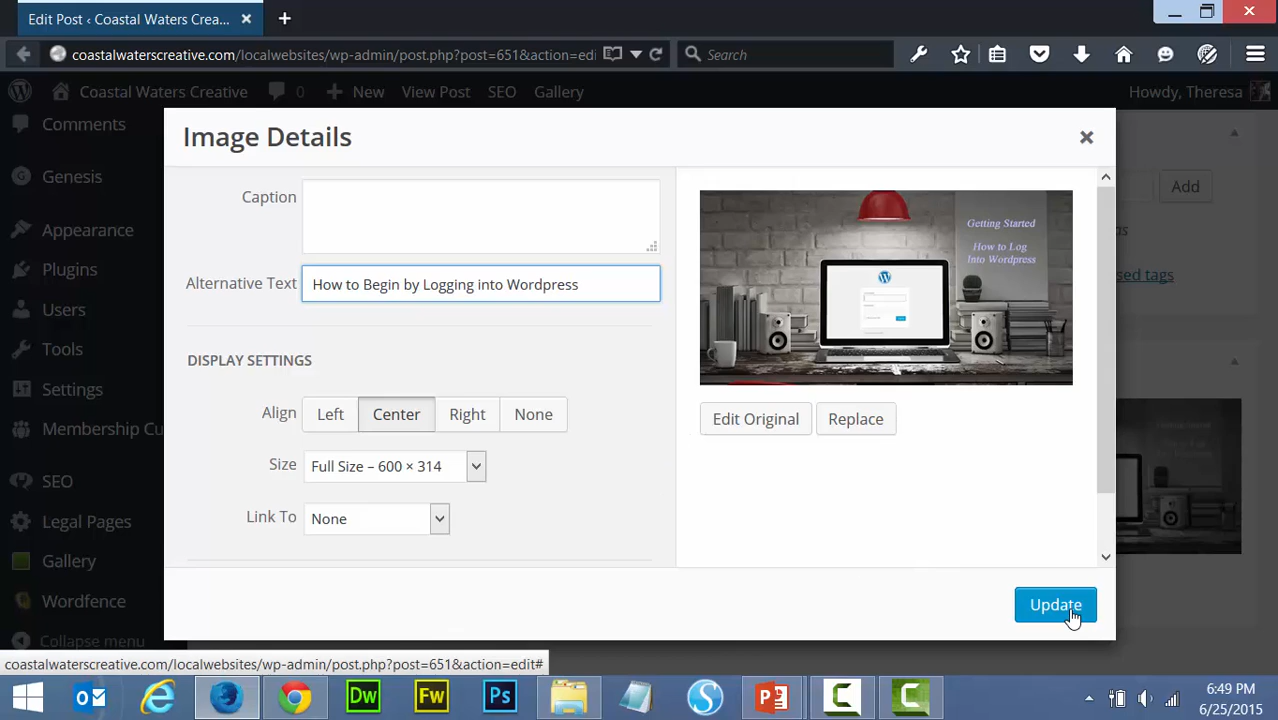 Edit Post ‹ Coastal Waters Crea...
coastalwaterscreative.com/localwebsites/wp-admin/post.php?post=651&action=edi
Search
Coastal Waters Creative
0
New
View Post
SEO
Gallery
Howdy, Theresa
Comments
Genesis
Appearance
Plugins
Users
Tools
Settings
Membership Cu
SEO
Legal Pages
Gallery
Wordfence
Collapse menu
Image Details
Caption
Alternative Text
How to Begin by Logging into Wordpress
DISPLAY SETTINGS
Align
Left
Center
Right
None
Size
Full Size – 600 × 314
Link To
None
Getting Started
How to Log
Into Wordpress
Edit Original
Replace
Update
Add
sed tags
coastalwaterscreative.com/localwebsites/wp-admin/post.php?post=651&action=edit#
Dw
Fw
Ps
6:49 PM
6/25/2015